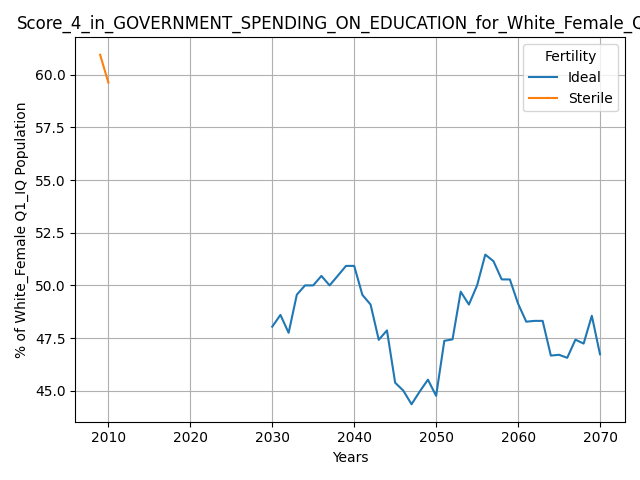 Score_4_in_GOVERNMENT_SPENDING_ON_EDUCATION_for_White_Female_Q
Fertility
Ideal
Sterile
% of White_Female Q1_IQ Population
60.0
57.5
55.0
52.5
50.0
47.5
45.0
2010 2020 2030 2040 2050 2060 2070
Years